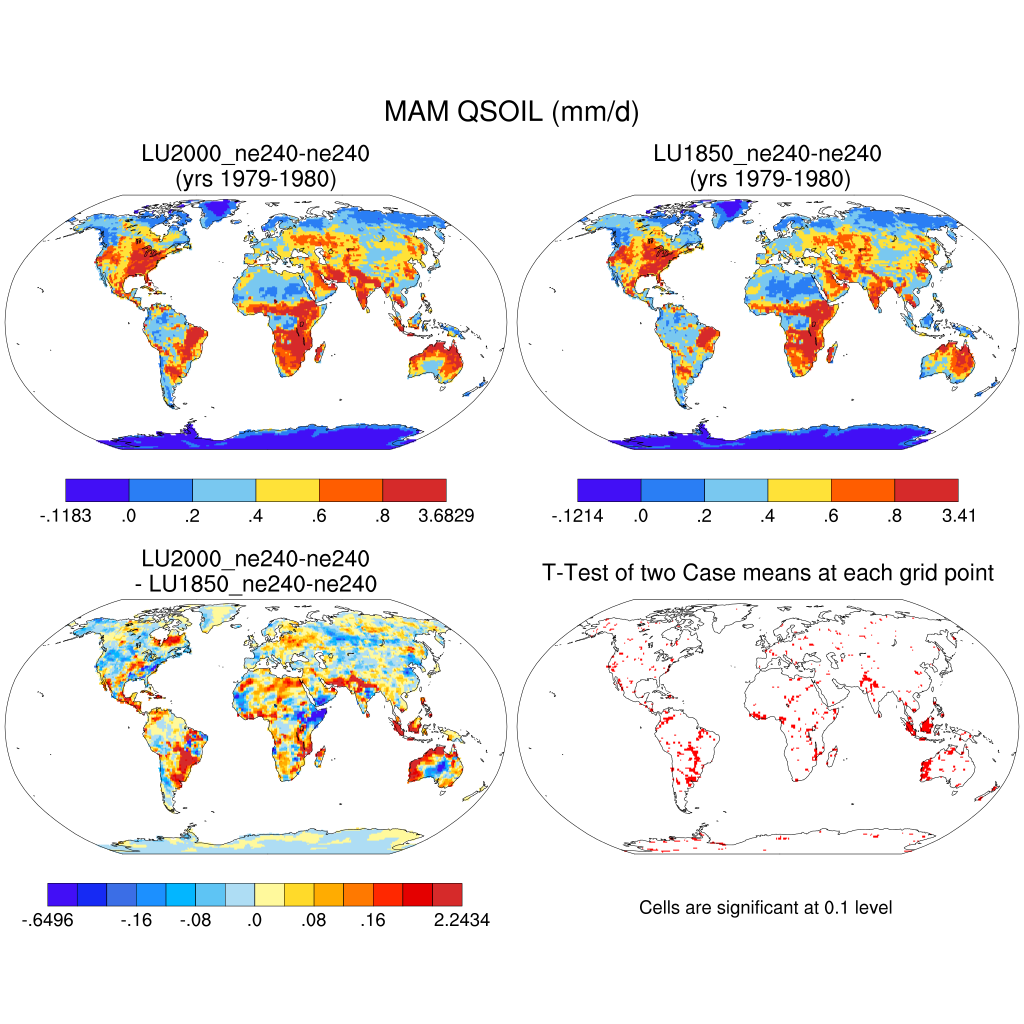 MAM QSOIL (mm/d)
LU2000_ne240-ne240
(yrs 1979-1980)
LU1850_ne240-ne240
(yrs 1979-1980)
-.1183 .0 .2 .4 .6 .8 3.6829
-.1214 .0 .2 .4 .6 .8 3.41
LU2000_ne240-ne240
- LU1850_ne240-ne240
T-Test of two Case means at each grid point
-.6496 -.16 -.08 .0 .08 .16 2.2434
Cells are significant at 0.1 level